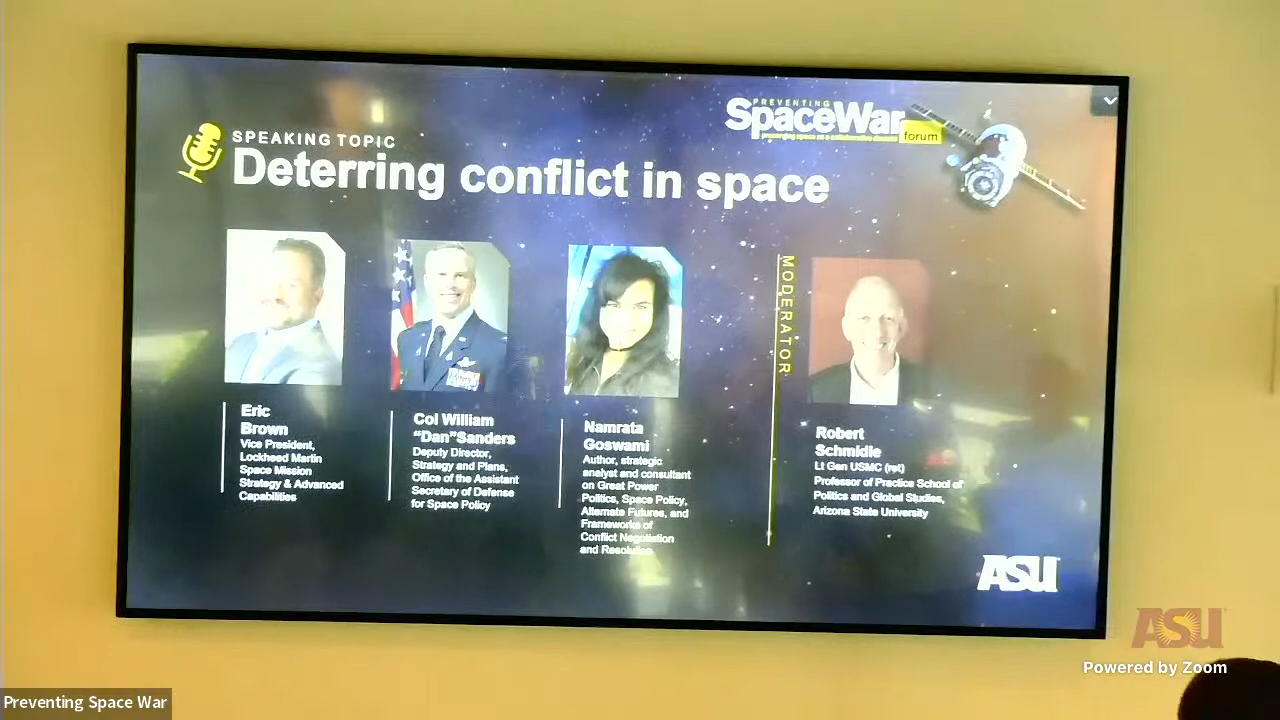 PREVENTING
SpaceWar
forum
SPEAKING TOPIC
Deterring conflict in space
Eric
Brown
Vice President,
Lockheed Martin
Space Mission
Strategy & Advanced
Capabilities
Col William
“Dan”Sanders
Deputy Director,
Strategy and Plans,
Office of the Assistant
Secretary of Defense
for Space Policy
Namrata
Goswami
Author, strategic
analyst and consultant
on Great Power
Politics, Space Policy,
Alternate Futures, and
Frameworks of
Conflict Negotiation
and Resolution
MODERATOR
Robert
Schmidle
Lt Gen USMC (ret)
Professor of Practice School of
Politics and Global Studies,
Arizona State University
ASU
ASU
Powered by Zoom
Preventing Space War